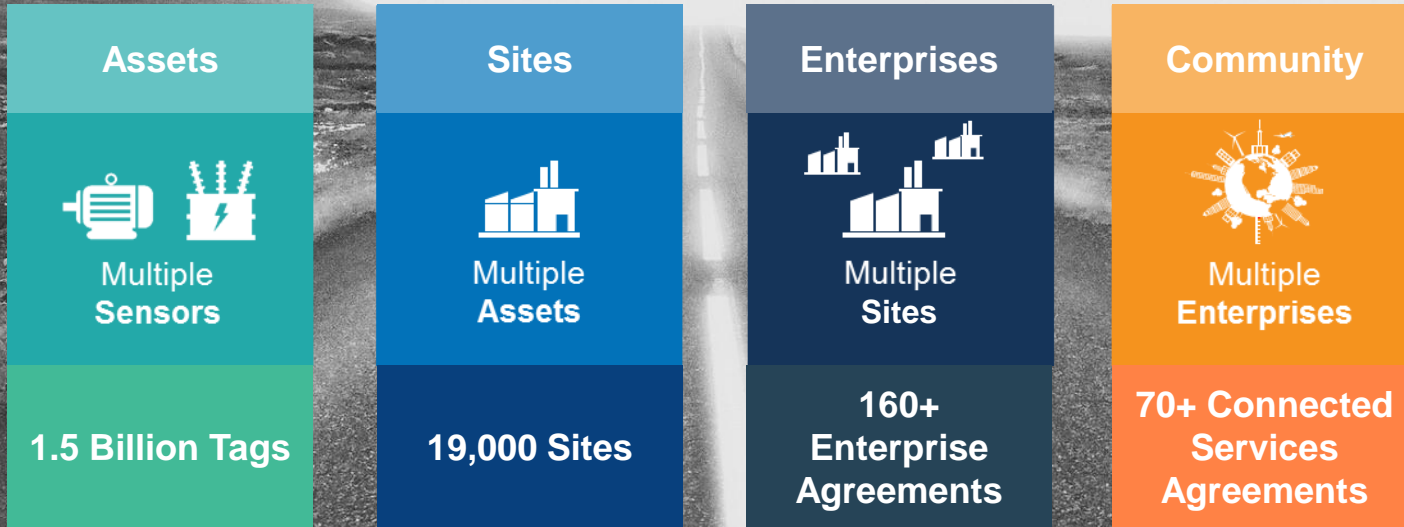 Assets
Multiple
Sensors
1.5 Billion Tags
Sites
Multiple
Assets
19,000 Sites
Enterprises
Multiple
Sites
160+
Enterprise
Agreements
Community
Multiple
Enterprises
70+ Connected
Services
Agreements